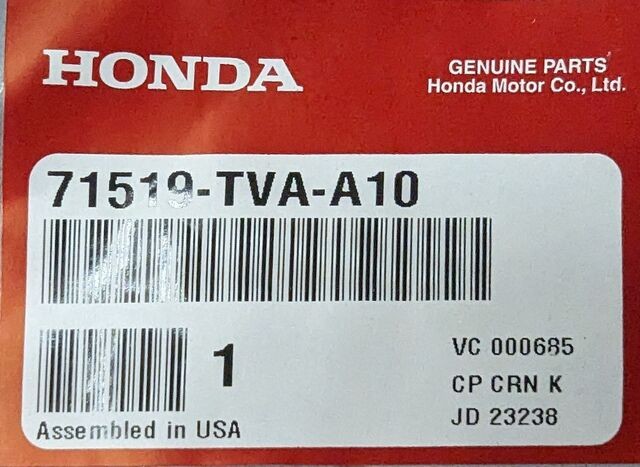 HONDA
GENUINE PARTS
Honda Motor Co., Ltd.
71519-TVA-A10
1
VC 000685
CP CRN K
JD 23238
Assembled in USA